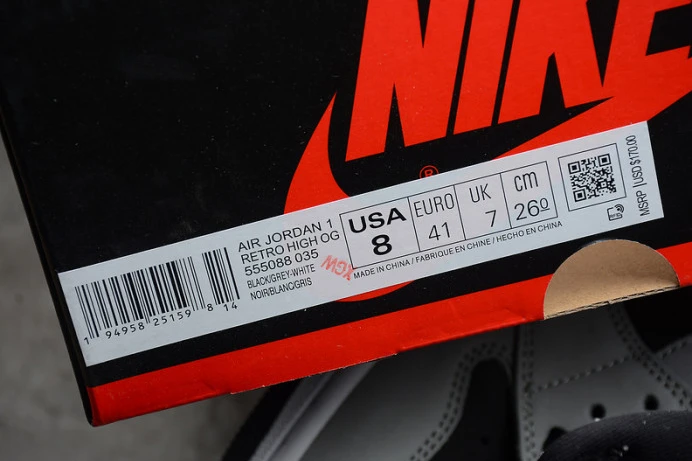 NIKE
®
AIR JORDAN 1
RETRO HIGH OG
555088 035
BLACK/GREY-WHITE
NOIR/BLANC/GRIS
USA
8
EURO
41
UK
7
cm
26º
MADE IN CHINA / FABRIQUE EN CHINE / HECHO EN CHINA
XGW
MSRP | USD $170.00
1 94958 25159 8 14